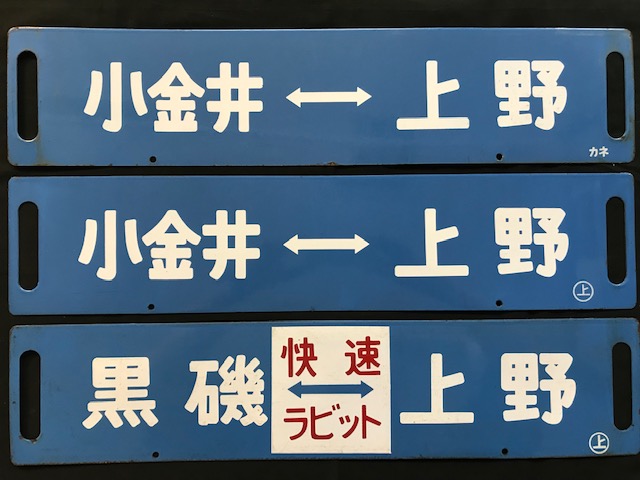 小金井 ↔ 上野
カネ
小金井 ↔ 上野
上
黒磯 快速 ↔ ラビット 上野
上